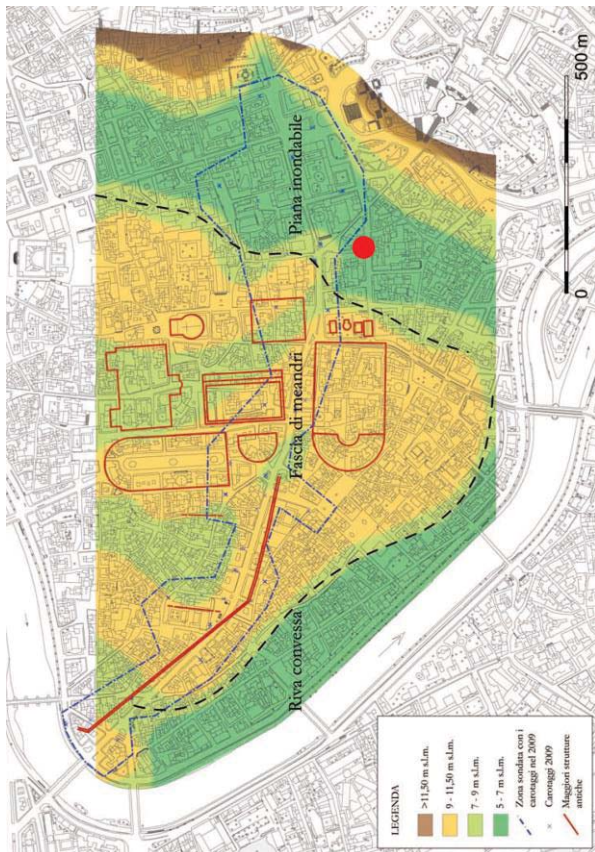 Riva convessa
Fascia di meandri
Piana inondabile
0
500 m
LEGENDA
>11,50 m s.l.m.
9 - 11,50 m s.l.m.
7 - 9 m s.l.m.
5 - 7 m s.l.m.
Zona sondata con i
carotaggi nel 2009
Carotaggi 2009
Maggiori strutture
antiche